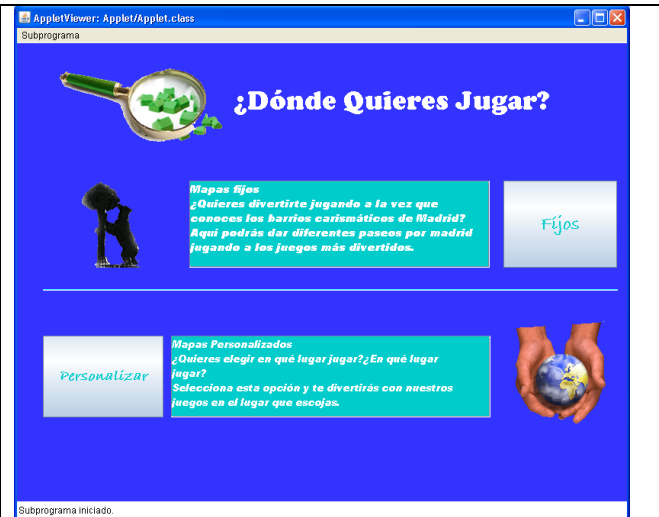 AppletViewer: Applet/Applet.class
Subprograma
¿Dónde Quieres Jugar?
Mapas fijos
¿Quieres divertirte jugando a la vez que
conoces los barrios carismáticos de Madrid?
Aquí podrás dar diferentes paseos por madrid
jugando a los juegos más divertidos.
Fijos
Personalizar
Mapas Personalizados
¿Quieres elegir en qué lugar jugar?¿En qué lugar
jugar?
Selecciona esta opción y te divertirás con nuestros
juegos en el lugar que escojas.
Subprograma iniciado.